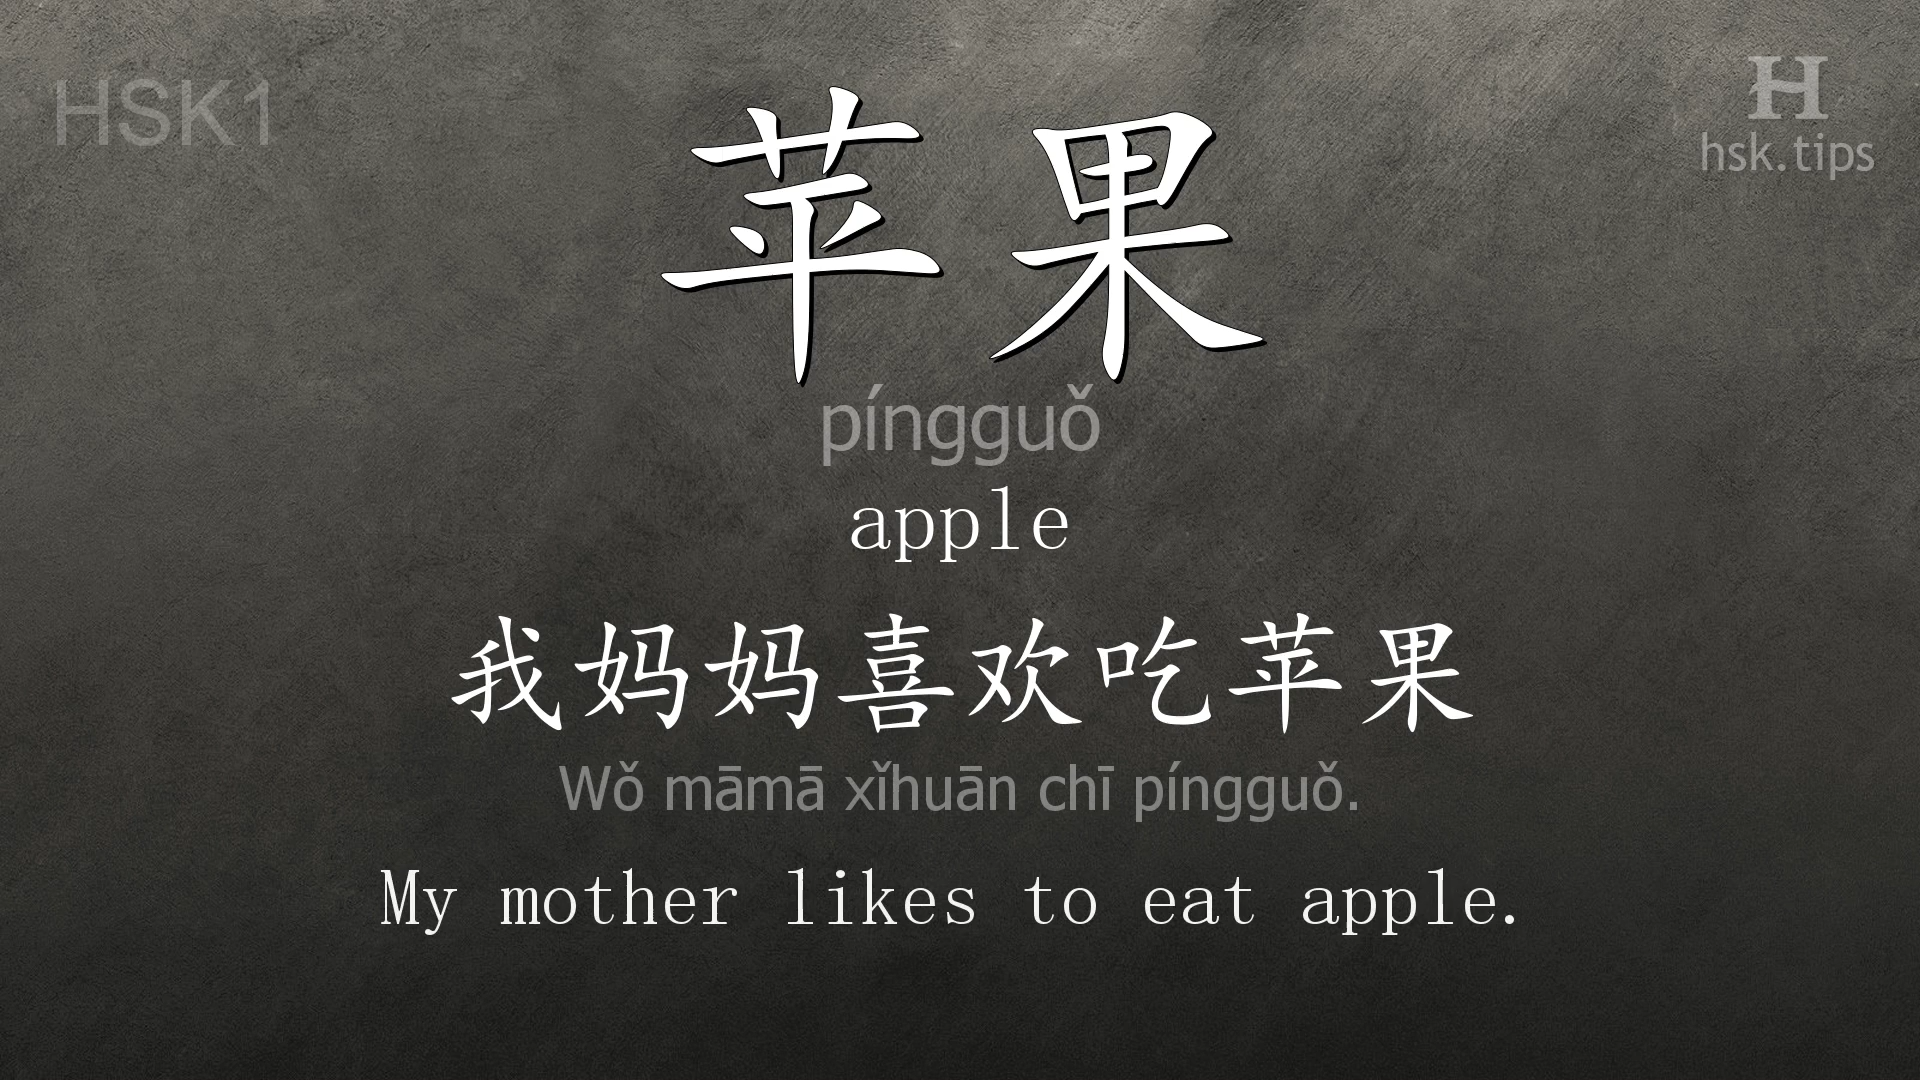 HSK1
H
hsk.tips
苹果
píngguǒ
apple
我妈妈喜欢吃苹果
Wǒ māmā xǐhuān chī píngguǒ.
My mother likes to eat apple.